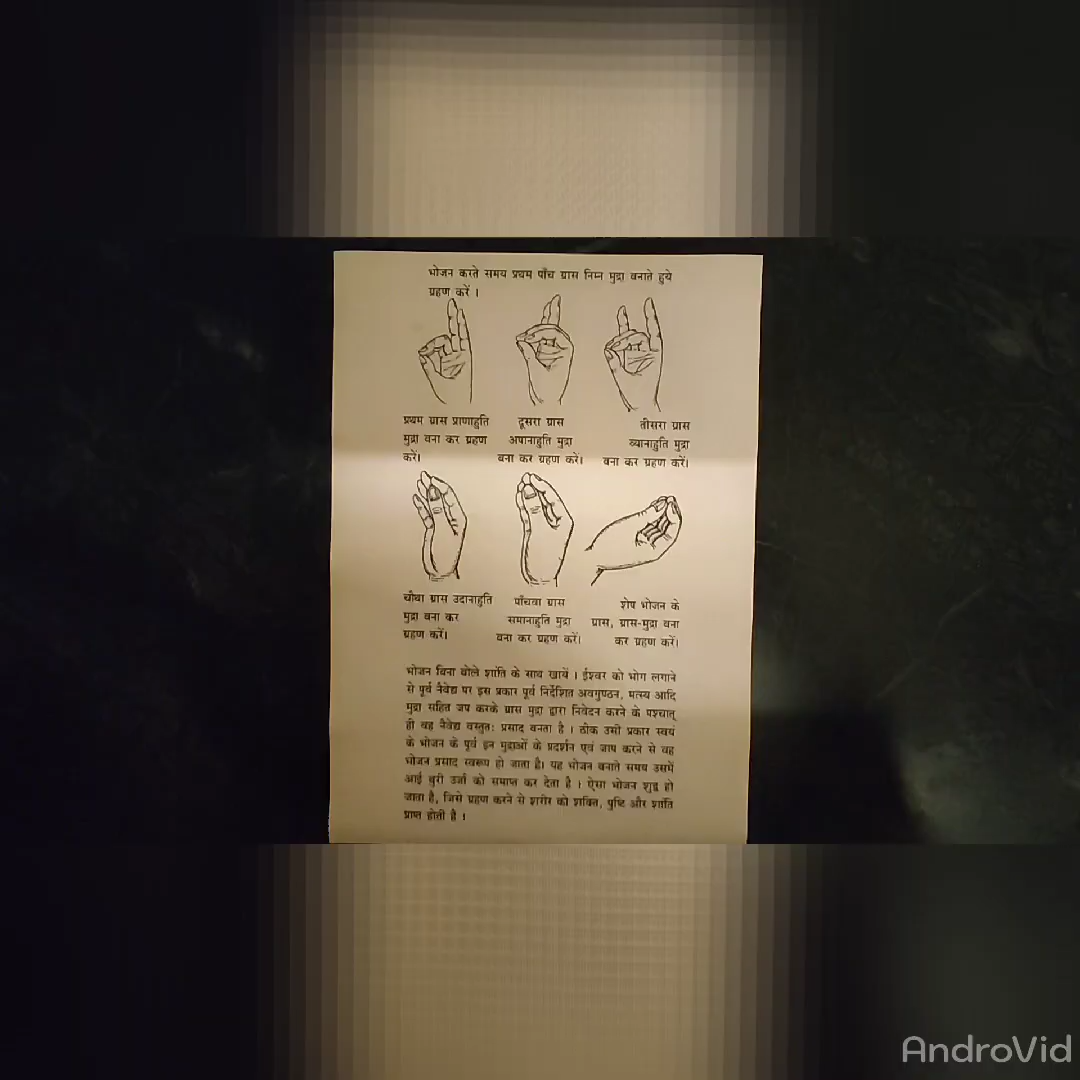 भोजन करते समय प्रथम पाँच ग्रास निम्न मुद्रा बनाते हुये
ग्रहण करें ।
प्रथम ग्रास प्राणाहुति
मुद्रा बना कर ग्रहण
करें।
दूसरा ग्रास
अपानाहुति मुद्रा
बना कर ग्रहण करें।
तीसरा ग्रास
व्यानाहुति मुद्रा
बना कर ग्रहण करें।
चौथा ग्रास उदानाहुति
मुद्रा बना कर
ग्रहण करें।
पाँचवा ग्रास
समानाहुति मुद्रा
बना कर ग्रहण करें।
शेष भोजन के
ग्रास, ग्रास-मुद्रा बना
कर ग्रहण करें।
भोजन बिना बोले शांति के साथ खायें । ईश्वर को भोग लगाने
से पूर्व नैवेद्य पर इस प्रकार पूर्व निर्देशित अवगुण्ठन, मत्स्य आदि
मुद्रा सहित जप करके ग्रास मुद्रा द्वारा निवेदन करने के पश्चात्
ही वह नैवेद्य वस्तुतः प्रसाद बनता है । ठीक उसी प्रकार स्वयं
के भोजन के पूर्व इन मुद्राओं के प्रदर्शन एवं जाप करने से वह
भोजन प्रसाद स्वरूप हो जाता है। यह भोजन बनाते समय उसमें
आई बुरी उर्जा को समाप्त कर देता है । ऐसा भोजन शुद्ध हो
जाता है, जिसे ग्रहण करने से शरीर को शक्ति, पुष्टि और शांति
प्राप्त होती है ।
AndroVid